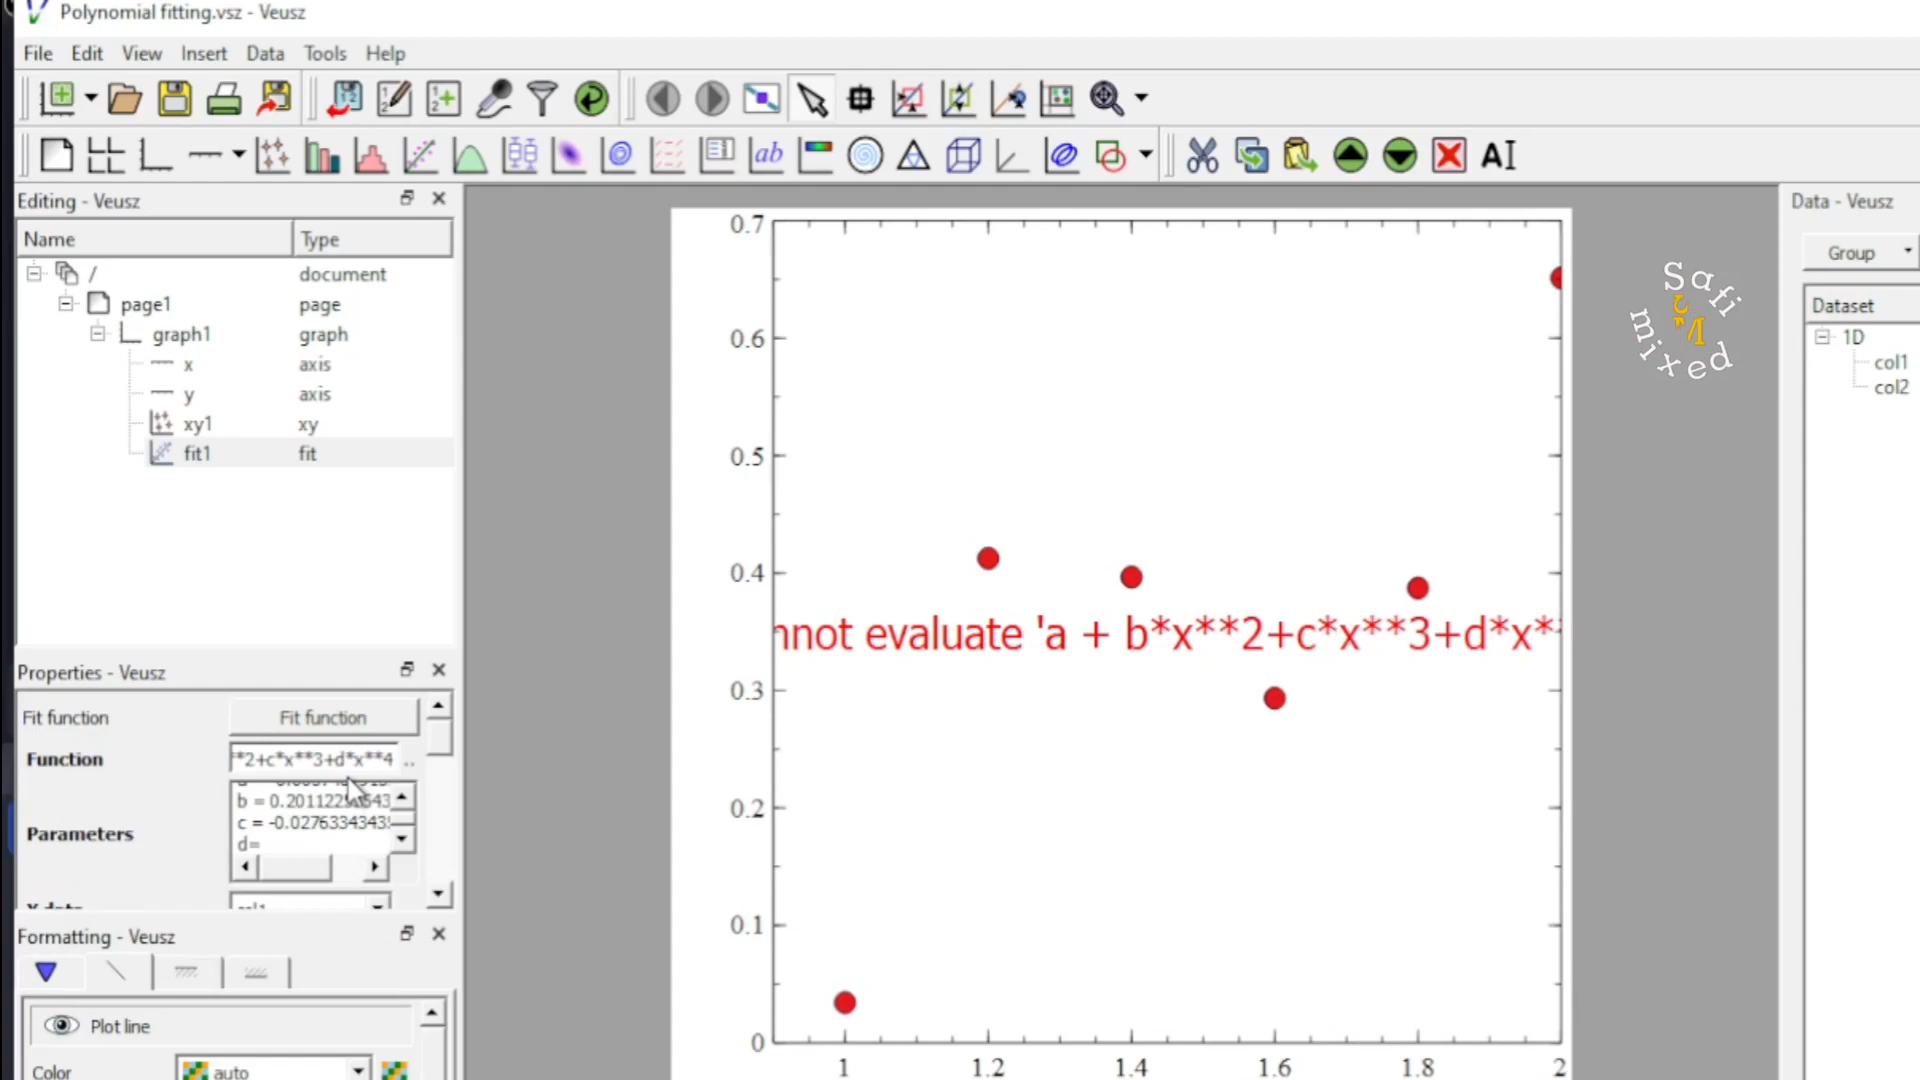 Polynomial fitting.vsz - Veusz
File Edit View Insert Data Tools Help
Editing - Veusz
Name Type
/ document
page1 page
graph1 graph
x axis
y axis
xy1 xy
fit1 fit
Properties - Veusz
Fit function Fit function
Function **2+c*x**3+d*x**4 ..
Parameters
c = -0.0276334343
d=
Formatting - Veusz
Plot line
Color auto
0.7
0.6
0.5
0.4
nnot evaluate 'a + b*x**2+c*x**3+d*x*
0.3
0.2
0.1
0
1 1.2 1.4 1.6 1.8 2
Safi
mixed
Data - Veusz
Group
Dataset
1D
col1
col2